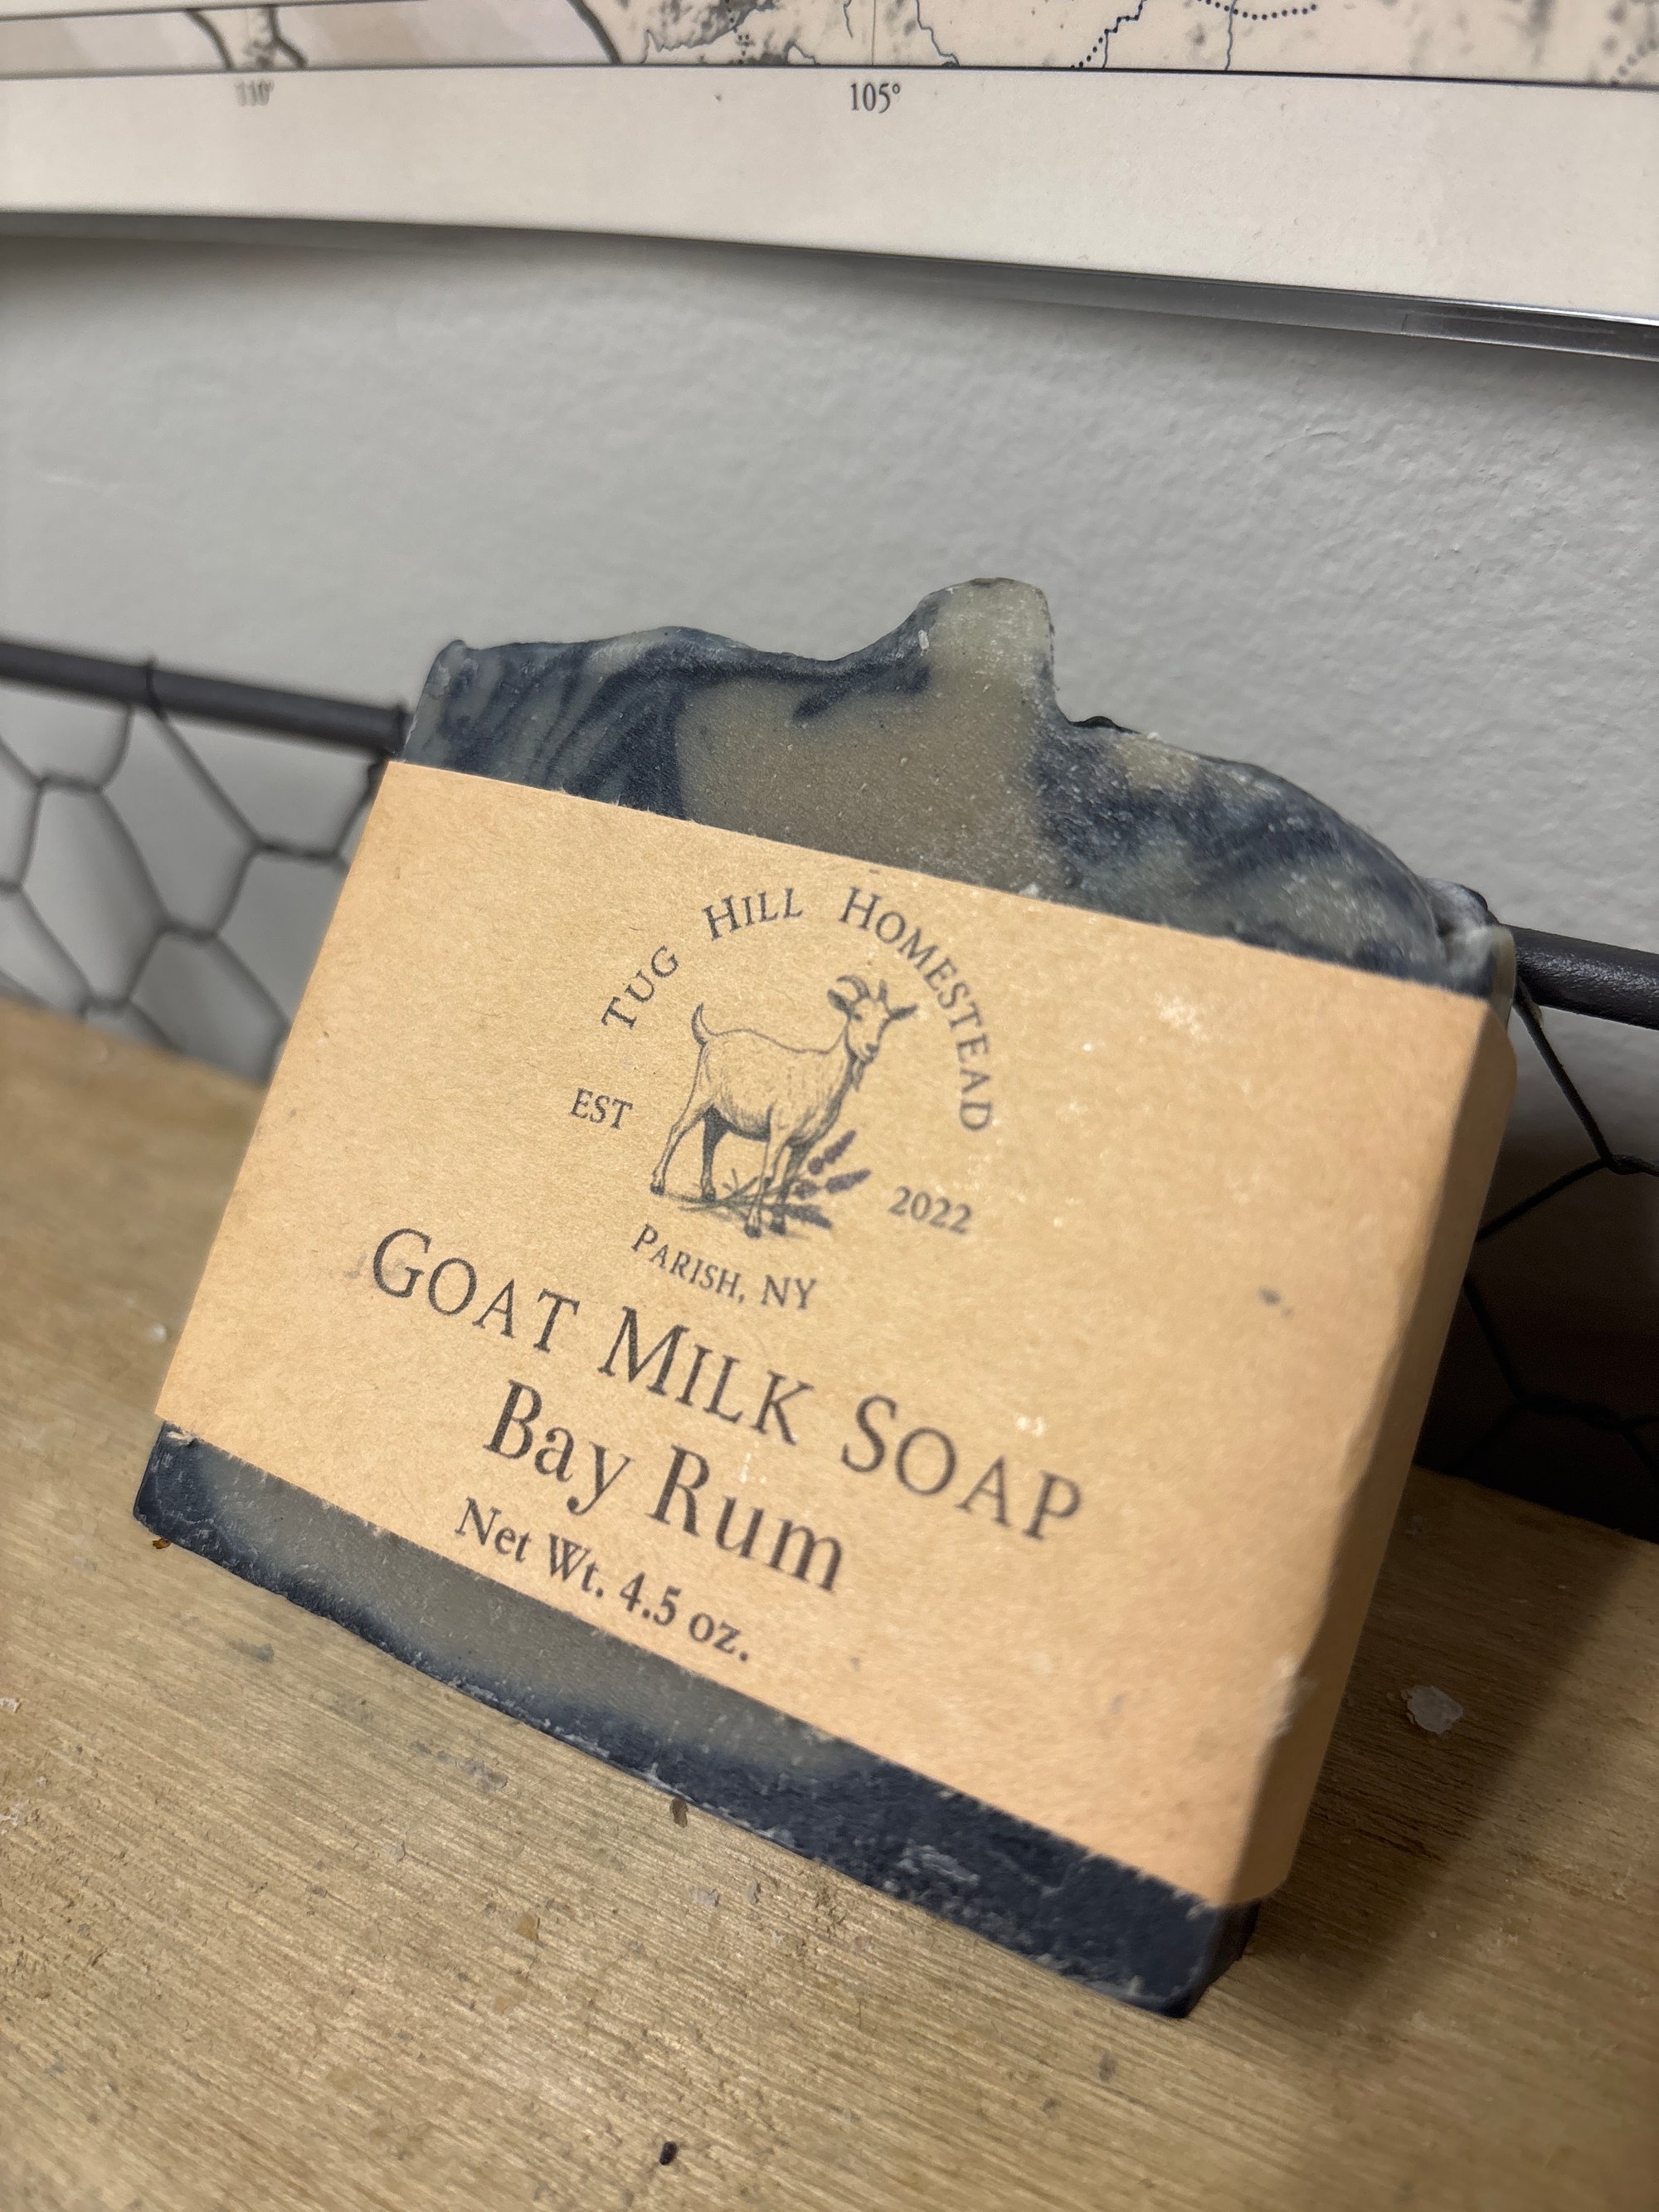 110°
105°
TUG HILL HOMESTEAD
EST
2022
PARISH, NY
GOAT MILK SOAP
Bay Rum
Net Wt. 4.5 oz.